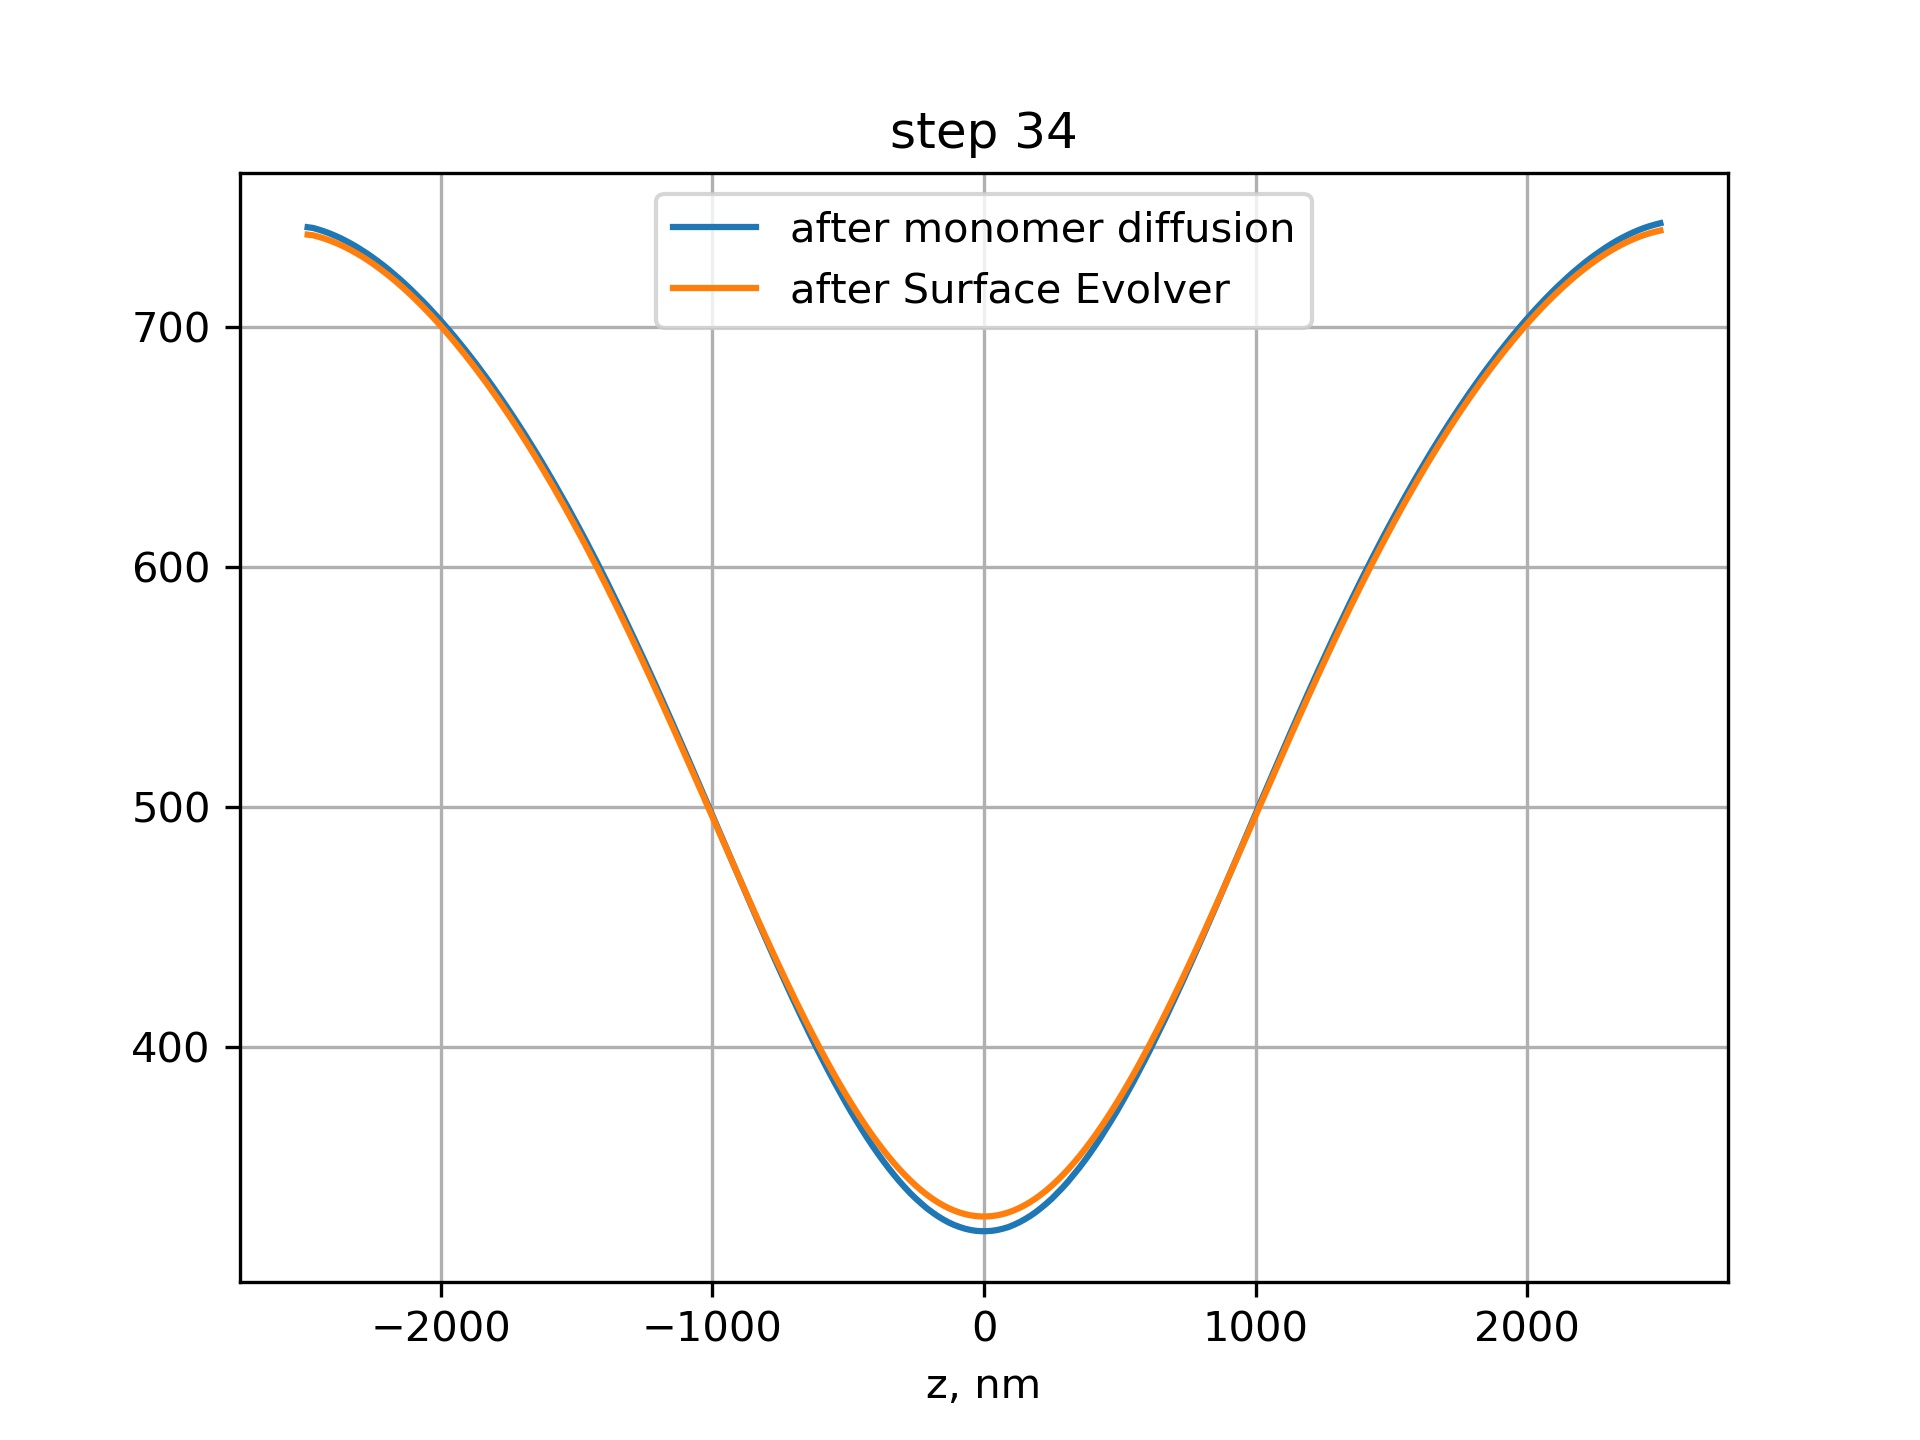 step 34
after monomer diffusion
after Surface Evolver
700
600
500
400
−2000 −1000 0 1000 2000
z, nm